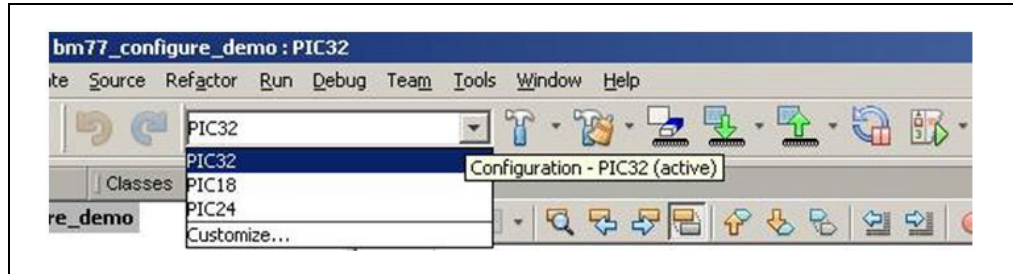 bm77_configure_demo : PIC32
ate Source Refactor Run Debug Team Tools Window Help
PIC32
PIC32
Configuration - PIC32 (active)
Classes
PIC18
PIC24
re_demo
Customize...